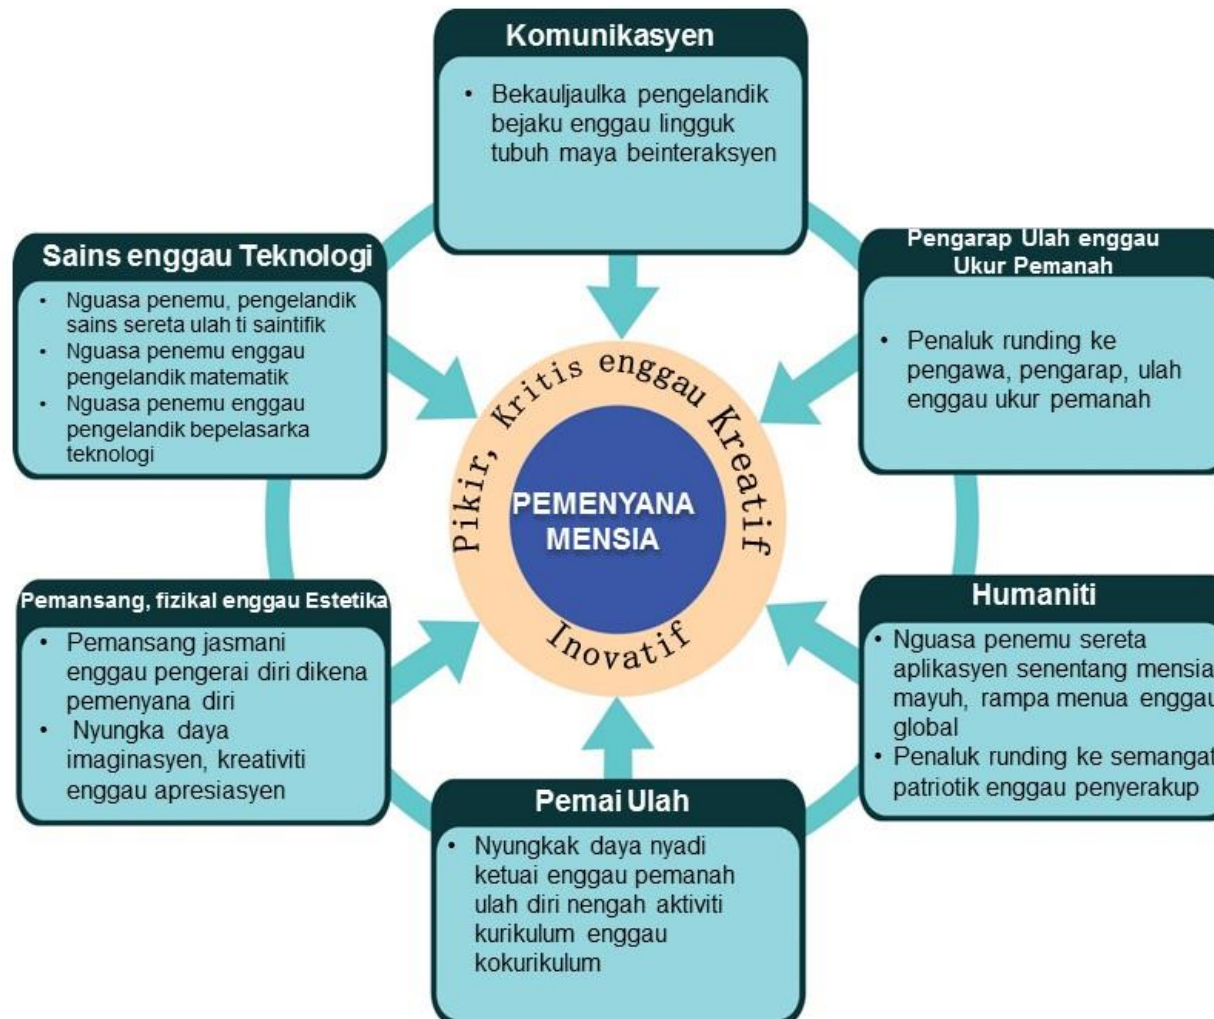 Komunikasyen
• Bekauljaulka pengelandik
bejaku enggau lingguk
tubuh maya beinteraksyen
Sains enggau Teknologi
• Nguasa penemu, pengelandik
sains sereta ulah ti saintifik
• Nguasa penemu enggau
pengelandik matematik
• Nguasa penemu enggau
pengelandik bepelasarka
teknologi
Pengarap Ulah enggau
Ukur Pemanah
• Penaluk runding ke
pengawa, pengarap, ulah
enggau ukur pemanah
Pikir, Kritis enggau Kreatif
PEMENYANA
MENSIA
Inovatif
Pemansang, fizikal enggau Estetika
• Pemansang jasmani
enggau pengerai diri dikena
pemenyana diri
• Nyungka daya
imaginasyen, kreativiti
enggau apresiasyen
Humaniti
• Nguasa penemu sereta
aplikasyen senentang mensia
mayuh, rampa menua enggau
global
• Penaluk runding ke semangat
patriotik enggau penyerakup
Pemai Ulah
• Nyungkak daya nyadi
ketuai enggau pemanah
ulah diri nengah aktiviti
kurikulum enggau
kokurikulum